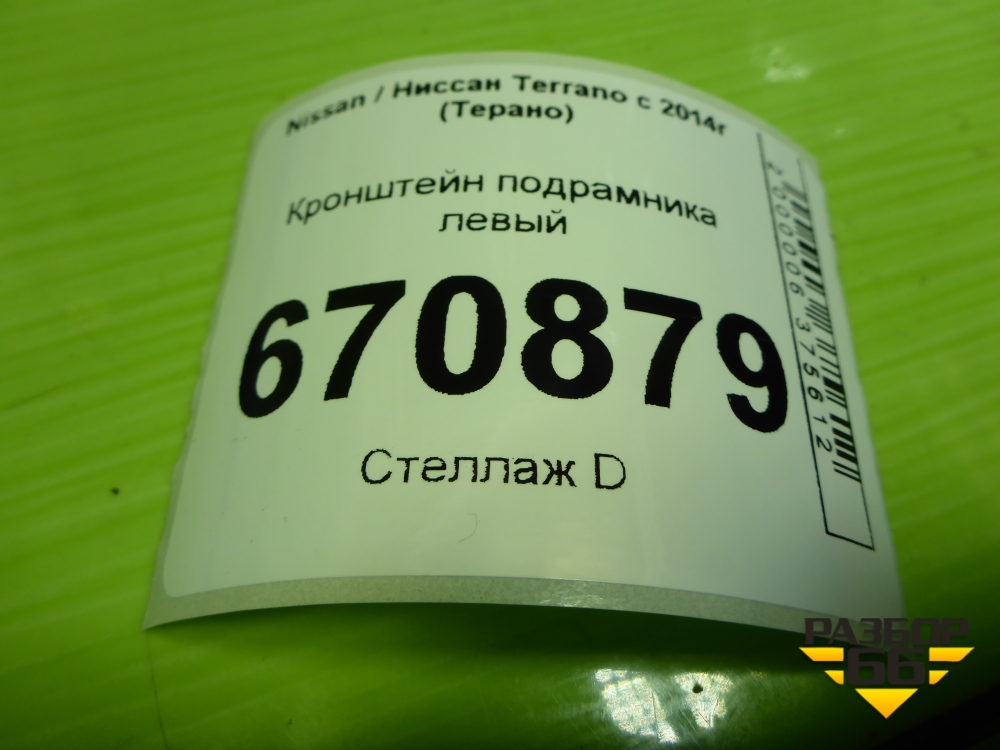 Nissan / Ниссан Terrano с 2014г
(Терано)
Кронштейн подрамника
левый
670879
Стеллаж D
2000006375612
РАЗБОР
66